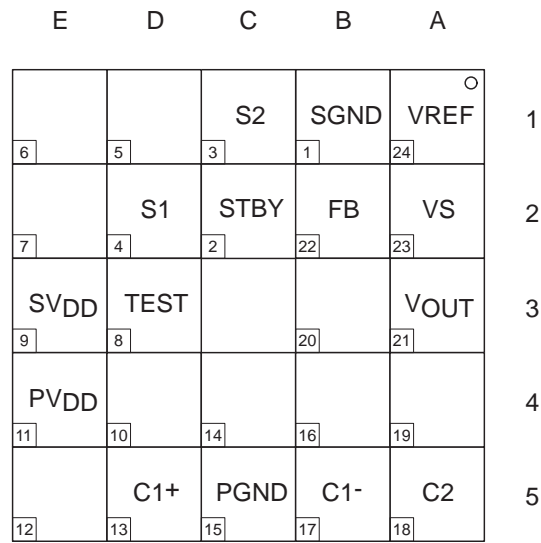 E D C B A
S2 SGND VREF 1
6 5 3 1 24
S1 STBY FB VS 2
7 4 2 22 23
SVDD TEST VOUT 3
9 8 20 21
PVDD 4
11 10 14 16 19
C1+ PGND C1- C2 5
12 13 15 17 18